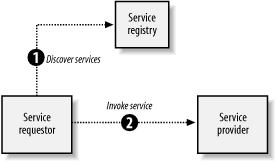 Service
registry
1 Discover services
Invoke service
2
Service
requestor
Service
provider